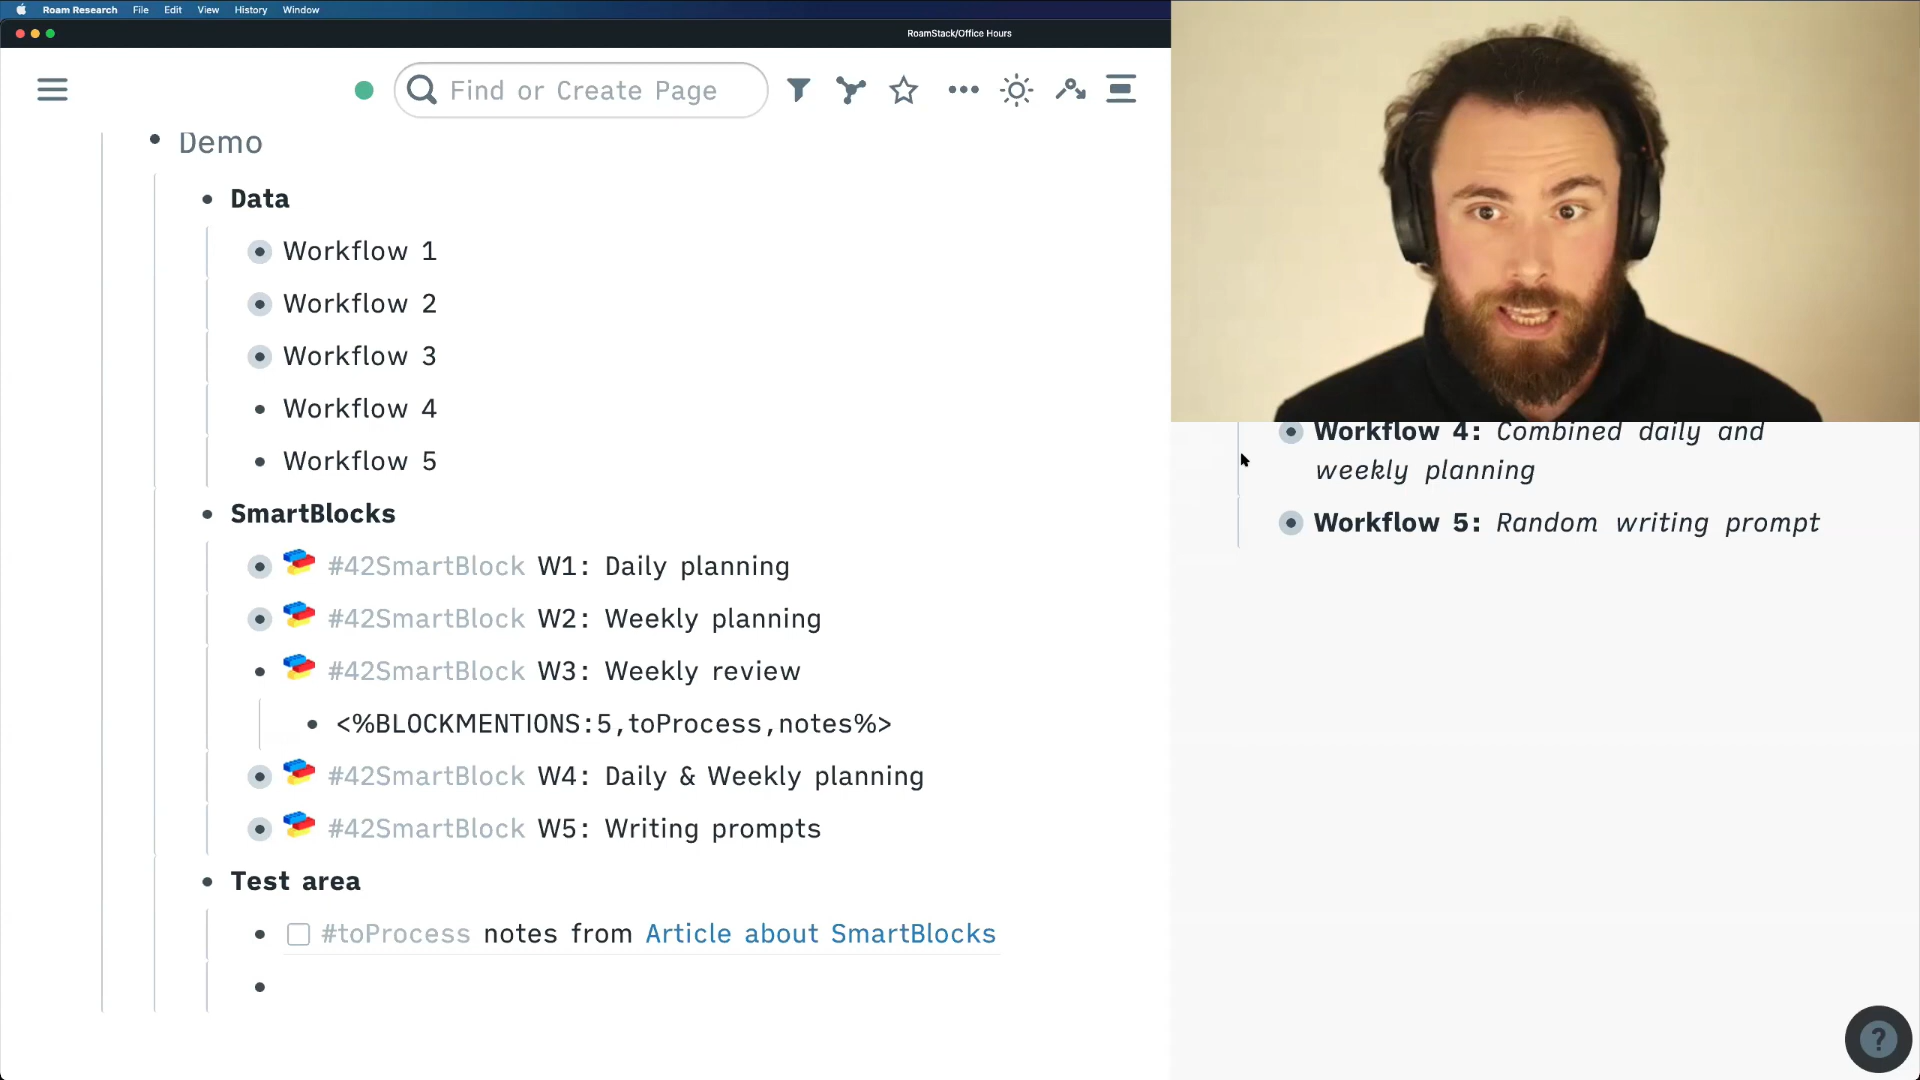 Roam Research File Edit View History Window
RoamStack/Office Hours
Find or Create Page
Demo
Data
Workflow 1
Workflow 2
Workflow 3
Workflow 4
Workflow 5
SmartBlocks
#42SmartBlock W1: Daily planning
#42SmartBlock W2: Weekly planning
#42SmartBlock W3: Weekly review
<%BLOCKMENTIONS:5,toProcess,notes%>
#42SmartBlock W4: Daily & Weekly planning
#42SmartBlock W5: Writing prompts
Test area
#toProcess notes from Article about SmartBlocks
Workflow 4: Combined daily and
weekly planning
Workflow 5: Random writing prompt
?